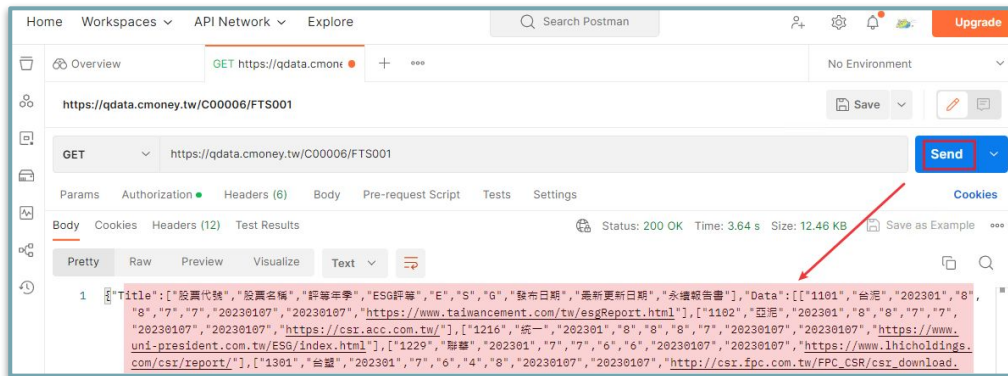 Home Workspaces API Network Explore Search Postman Upgrade
Overview GET https://qdata.cmone No Environment
https://qdata.cmoney.tw/C00006/FTS001 Save
GET https://qdata.cmoney.tw/C00006/FTS001 Send
Params Authorization Headers (6) Body Pre-request Script Tests Settings Cookies
Body Cookies Headers (12) Test Results Status: 200 OK Time: 3.64 s Size: 12.46 KB Save as Example
Pretty Raw Preview Visualize Text
1 {"Title":["股票代號","股票名稱","評等年季","ESG評等","E","S","G","發布日期","最新更新日期","永續報告書"],"Data":[["1101","台泥","202301","8",
"8","7","7","20230107","20230107","https://www.taiwancement.com/tw/esgReport.html"],["1102","亞泥","202301","8","8","7","7",
"20230107","20230107","https://csr.acc.com.tw/"],["1216","統一","202301","8","8","8","7","20230107","20230107","https://www.
uni-president.com.tw/ESG/index.html"],["1229","聯華","202301","7","7","6","6","20230107","20230107","https://www.lhicholdings.
com/csr/report/"],["1301","台塑","202301","7","6","4","8","20230107","20230107","http://csr.fpc.com.tw/FPC_CSR/csr_download.